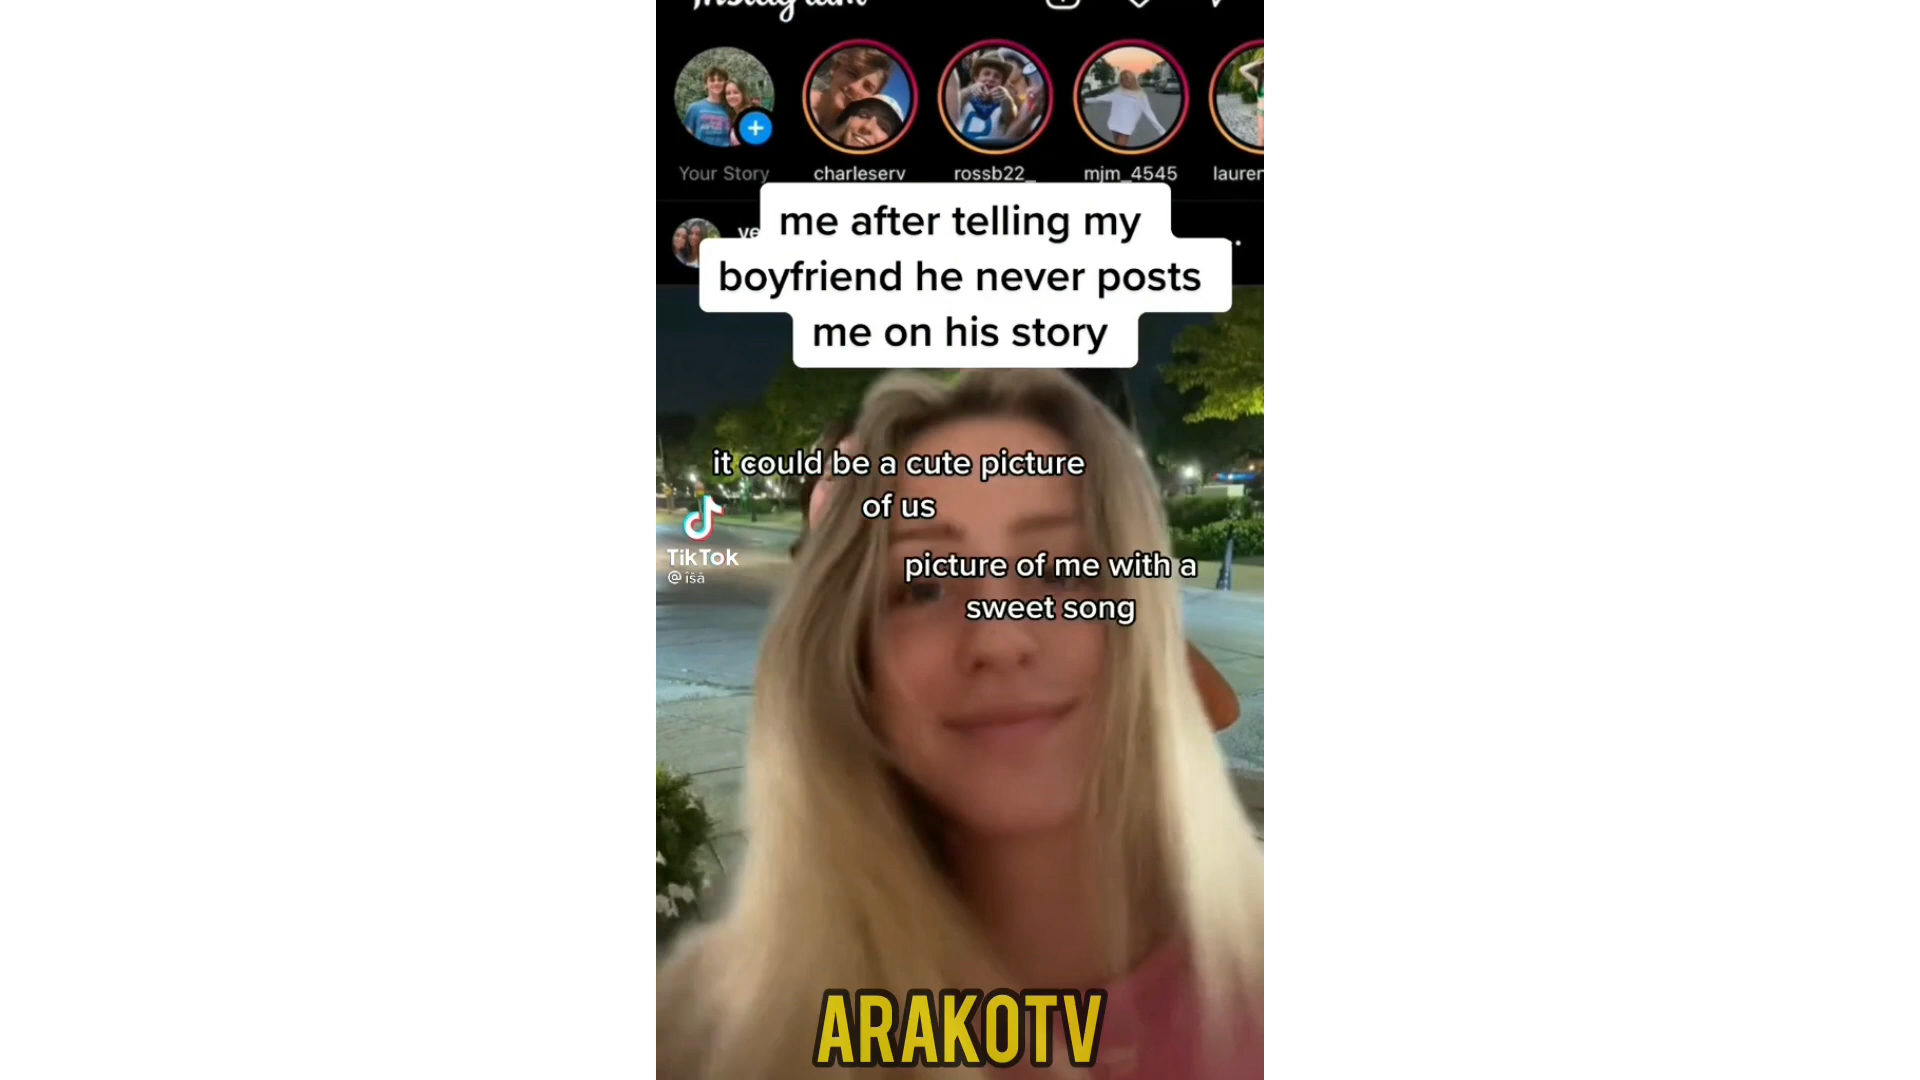 Instagram
Your Story
charleserv
rossb22_
mjm_4545
me after telling my
boyfriend he never posts
me on his story
it could be a cute picture
of us
picture of me with a
sweet song
TikTok
ARAKOTV